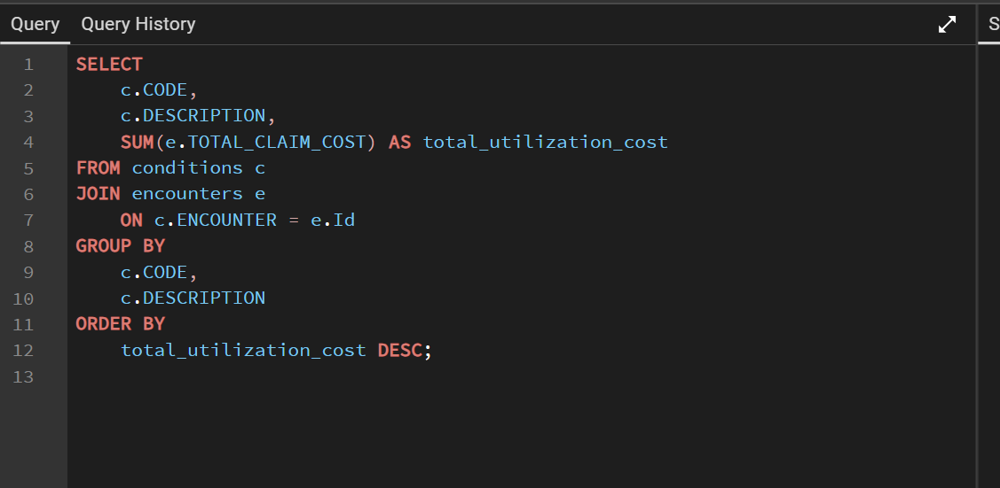 Query Query History S
1 SELECT
2     c.CODE,
3     c.DESCRIPTION,
4     SUM(e.TOTAL_CLAIM_COST) AS total_utilization_cost
5 FROM conditions c
6 JOIN encounters e
7     ON c.ENCOUNTER = e.Id
8 GROUP BY
9     c.CODE,
10     c.DESCRIPTION
11 ORDER BY
12     total_utilization_cost DESC;
13